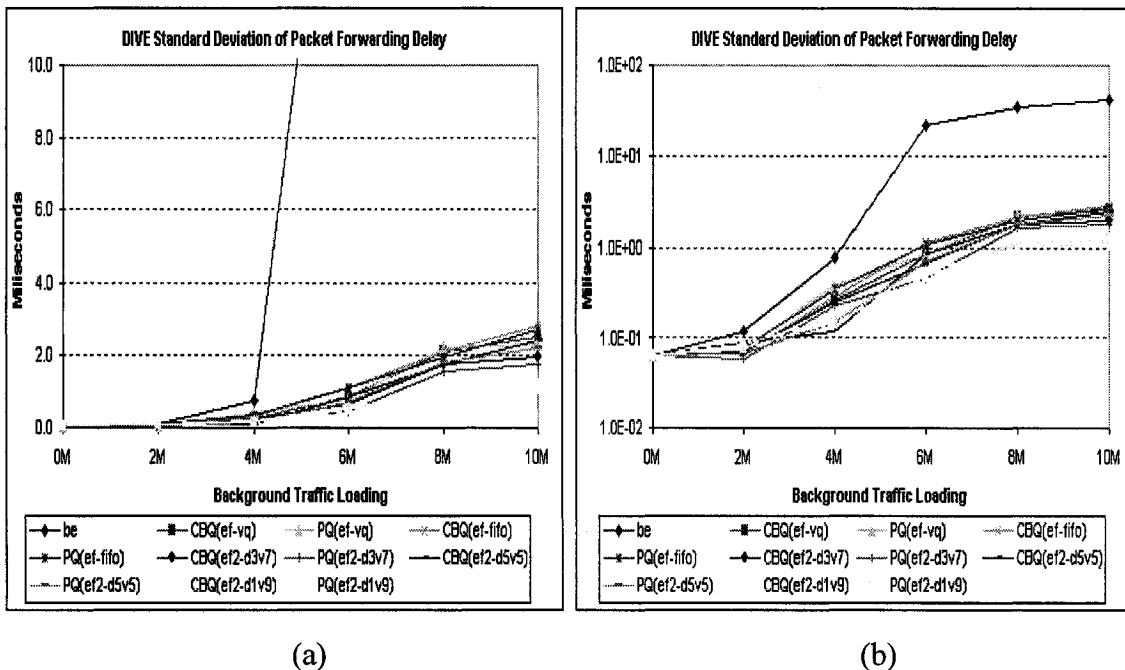 DIVE Standard Deviation of Packet Forwarding Delay
10.0
8.0
6.0
4.0
2.0
0.0
Milliseconds
0M 2M 4M 6M 8M 10M
Background Traffic Loading
be CBQ(ef-vq) PQ(ef-vq) CBQ(ef-fifo)
PQ(ef-fifo) CBQ(ef2-d3v7) PQ(ef2-d3v7) CBQ(ef2-d5v5)
PQ(ef2-d5v5) CBQ(ef2-d1v9) PQ(ef2-d1v9)
(a)
DIVE Standard Deviation of Packet Forwarding Delay
1.0E+02
1.0E+01
1.0E+00
1.0E-01
1.0E-02
Milliseconds
0M 2M 4M 6M 8M 10M
Background Traffic Loading
be CBQ(ef-vq) PQ(ef-vq) CBQ(ef-fifo)
PQ(ef-fifo) CBQ(ef2-d3v7) PQ(ef2-d3v7) CBQ(ef2-d5v5)
PQ(ef2-d5v5) CBQ(ef2-d1v9) PQ(ef2-d1v9)
(b)